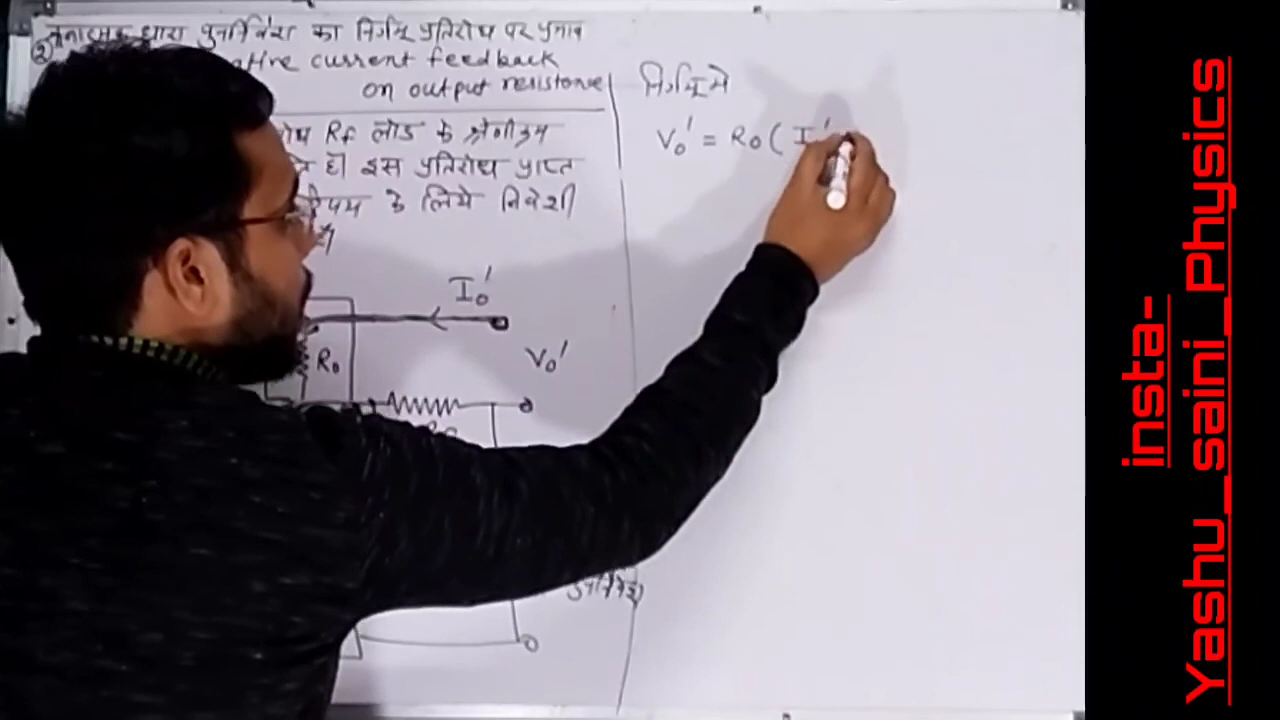 ② ऋणात्मक धारा पुनर्निवेश का निर्गम प्रतिरोध पर प्रभाव
current feedback
on output resistance
Rf लोड के श्रेणीक्रम
इस प्रतिरोध प्राप्त
के लिये निवेशी
I₀'
R₀
V₀'
निर्गम से
V₀' = R₀ ( I'
insta-
Yashu_saini_Physics